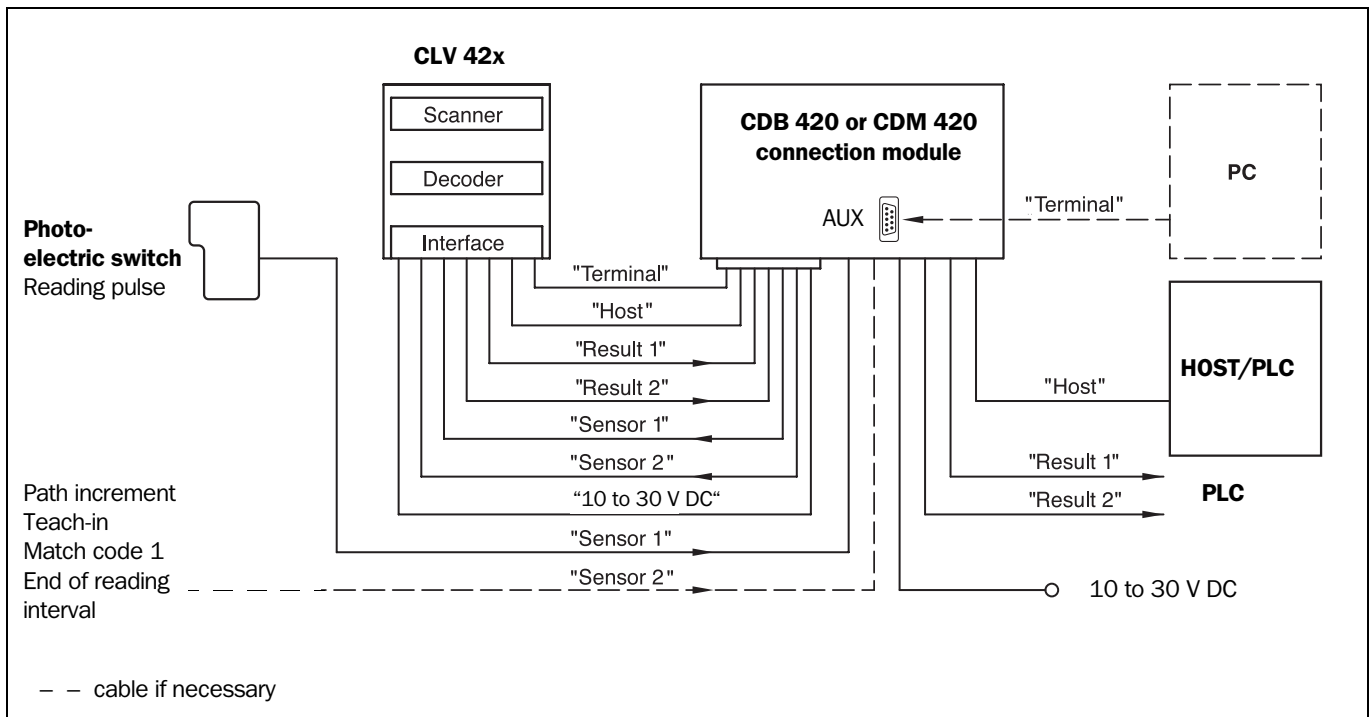 CLV 42x
Scanner
Decoder
Interface
CDB 420 or CDM 420
connection module
AUX
"Terminal"
PC
Photo-
electric switch
Reading pulse
"Terminal"
"Host"
"Result 1"
"Result 2"
"Sensor 1"
"Sensor 2"
“10 to 30 V DC“
"Sensor 1"
"Sensor 2"
HOST/PLC
"Host"
"Result 1"
"Result 2"
PLC
10 to 30 V DC
Path increment
Teach-in
Match code 1
End of reading
interval
– – cable if necessary